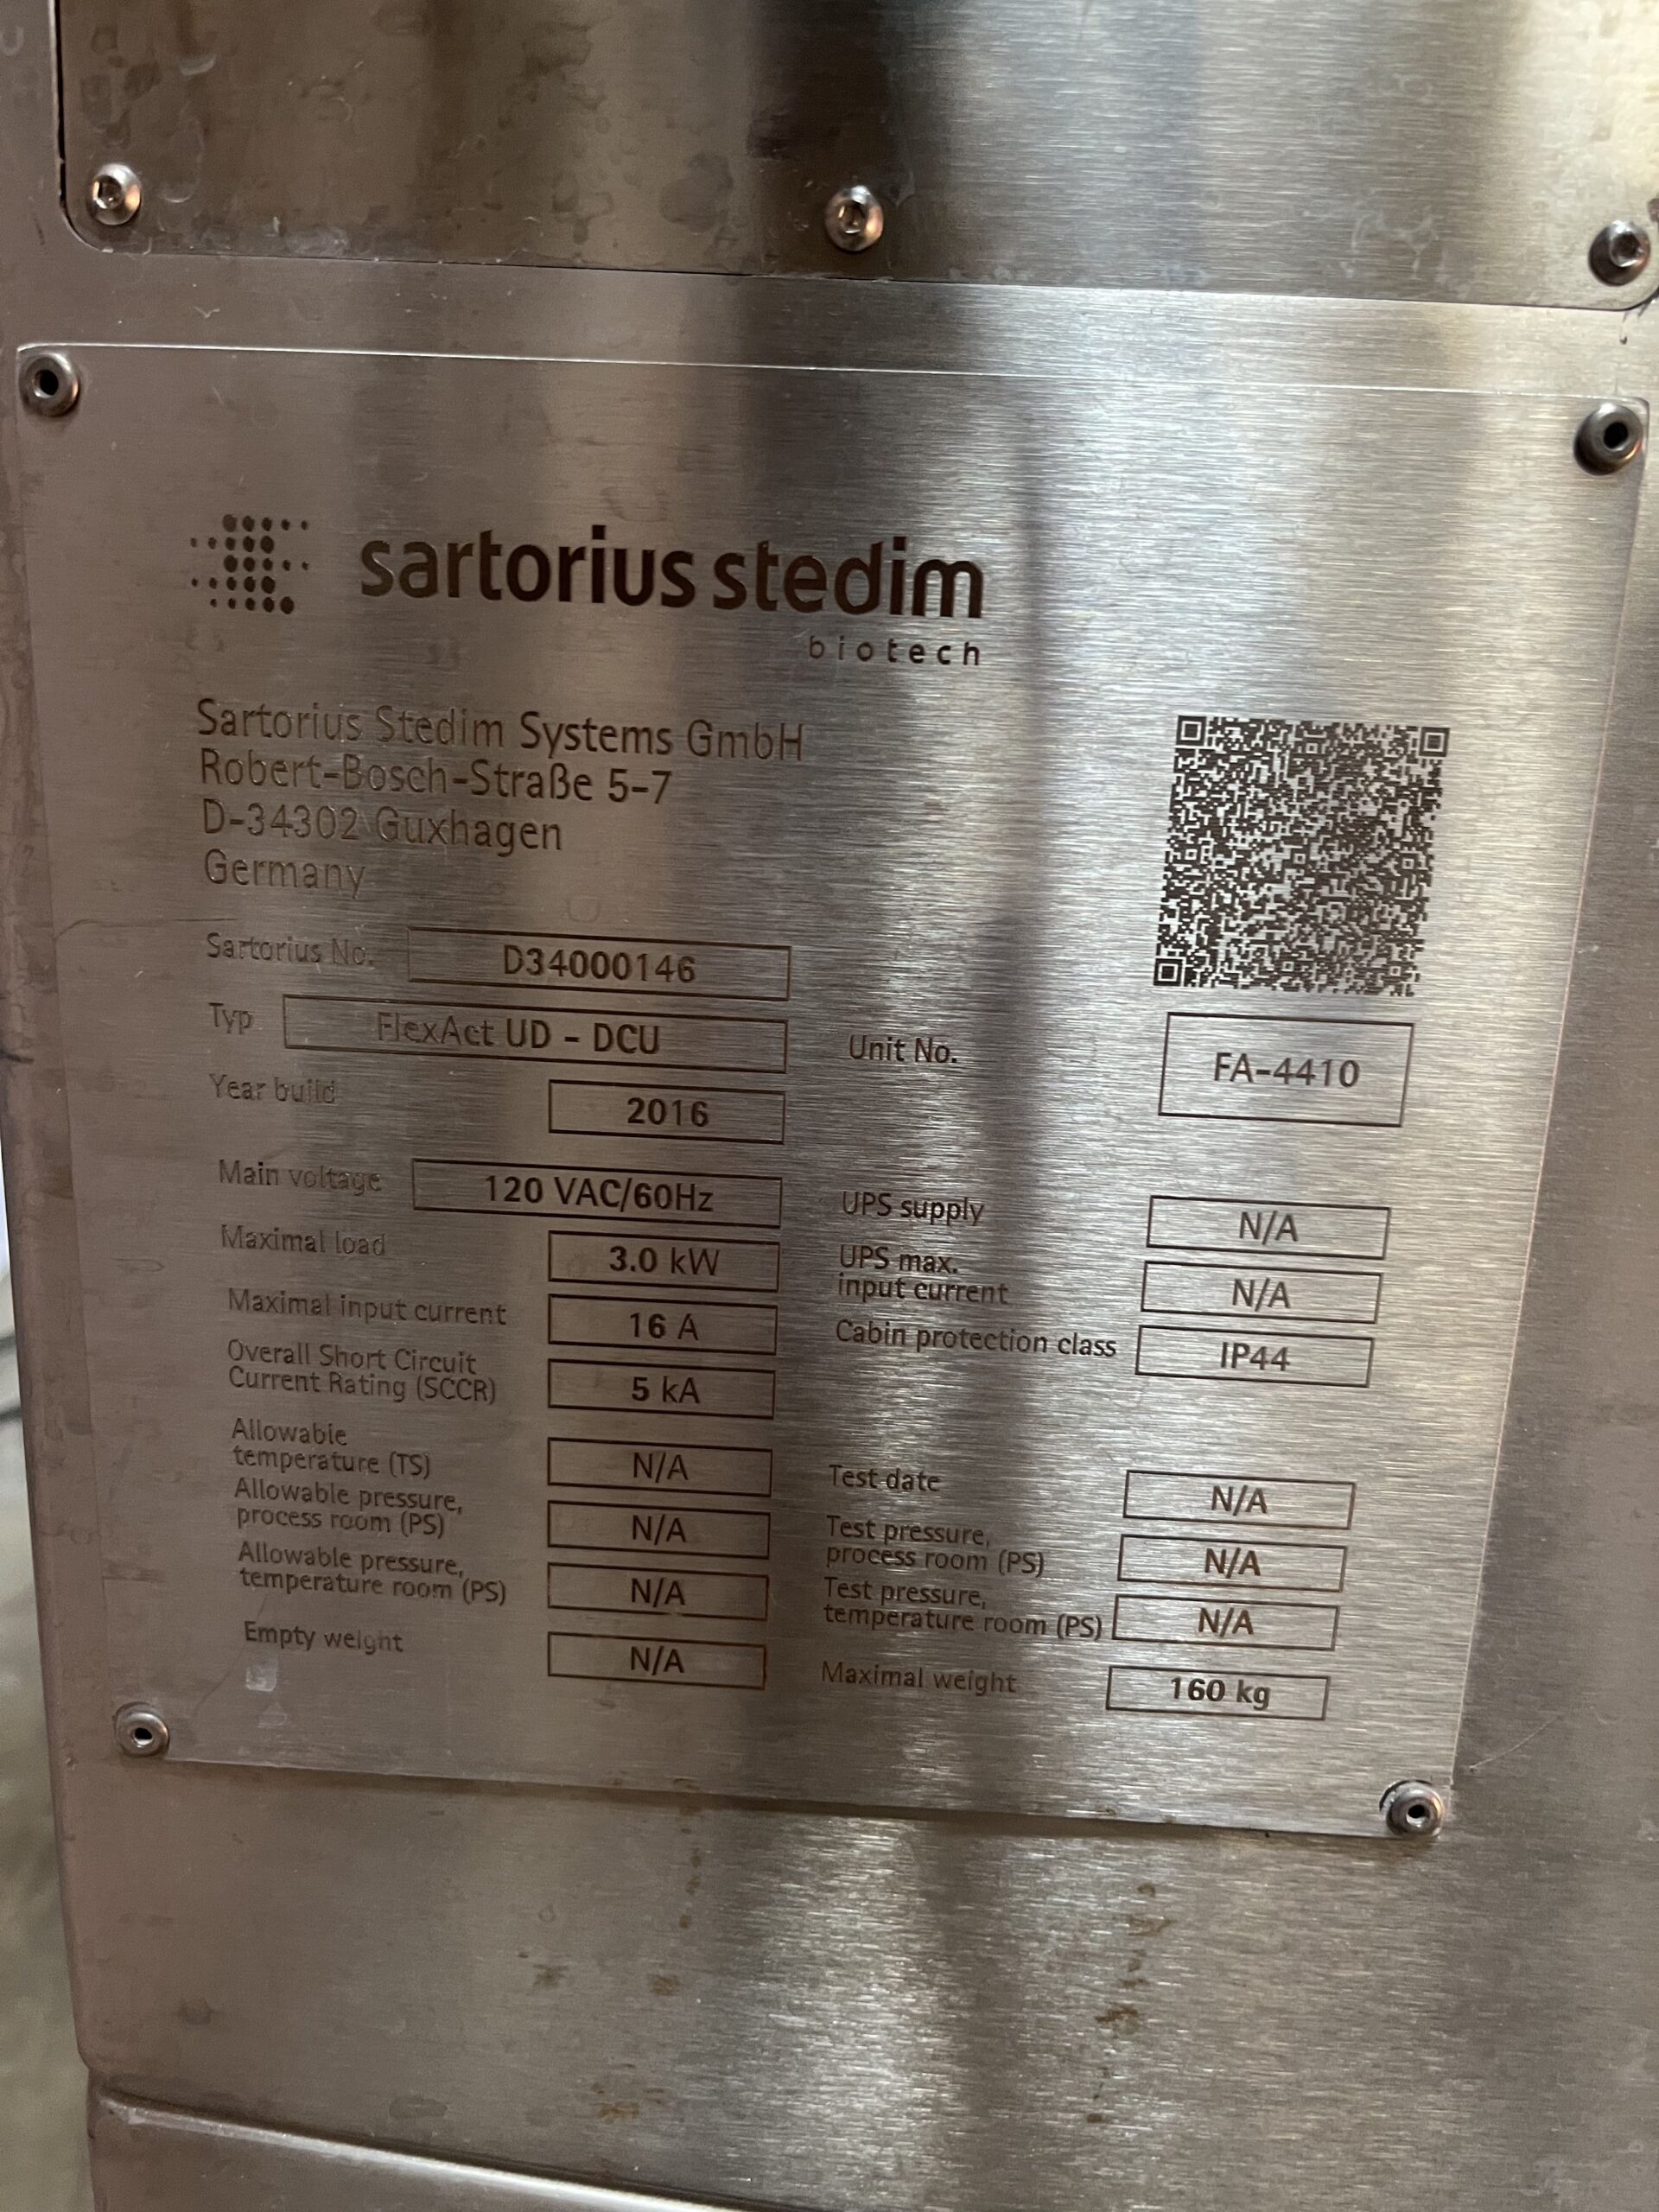 sartorius stedim
biotech
Sartorius Stedim Systems GmbH
Robert-Bosch-Straße 5-7
D-34302 Guxhagen
Germany
Sartorius No. D34000146
Typ FlexAct UD - DCU
Unit No. FA-4410
Year build 2016
Main voltage 120 VAC/60Hz
UPS supply N/A
Maximal load 3.0 kW
UPS max.
input current N/A
Maximal input current 16 A
Cabin protection class IP44
Overall Short Circuit
Current Rating (SCCR) 5 kA
Allowable
temperature (TS) N/A
Test date N/A
Allowable pressure,
process room (PS) N/A
Test pressure,
process room (PS) N/A
Allowable pressure,
temperature room (PS) N/A
Test pressure,
temperature room (PS) N/A
Empty weight N/A
Maximal weight 160 kg